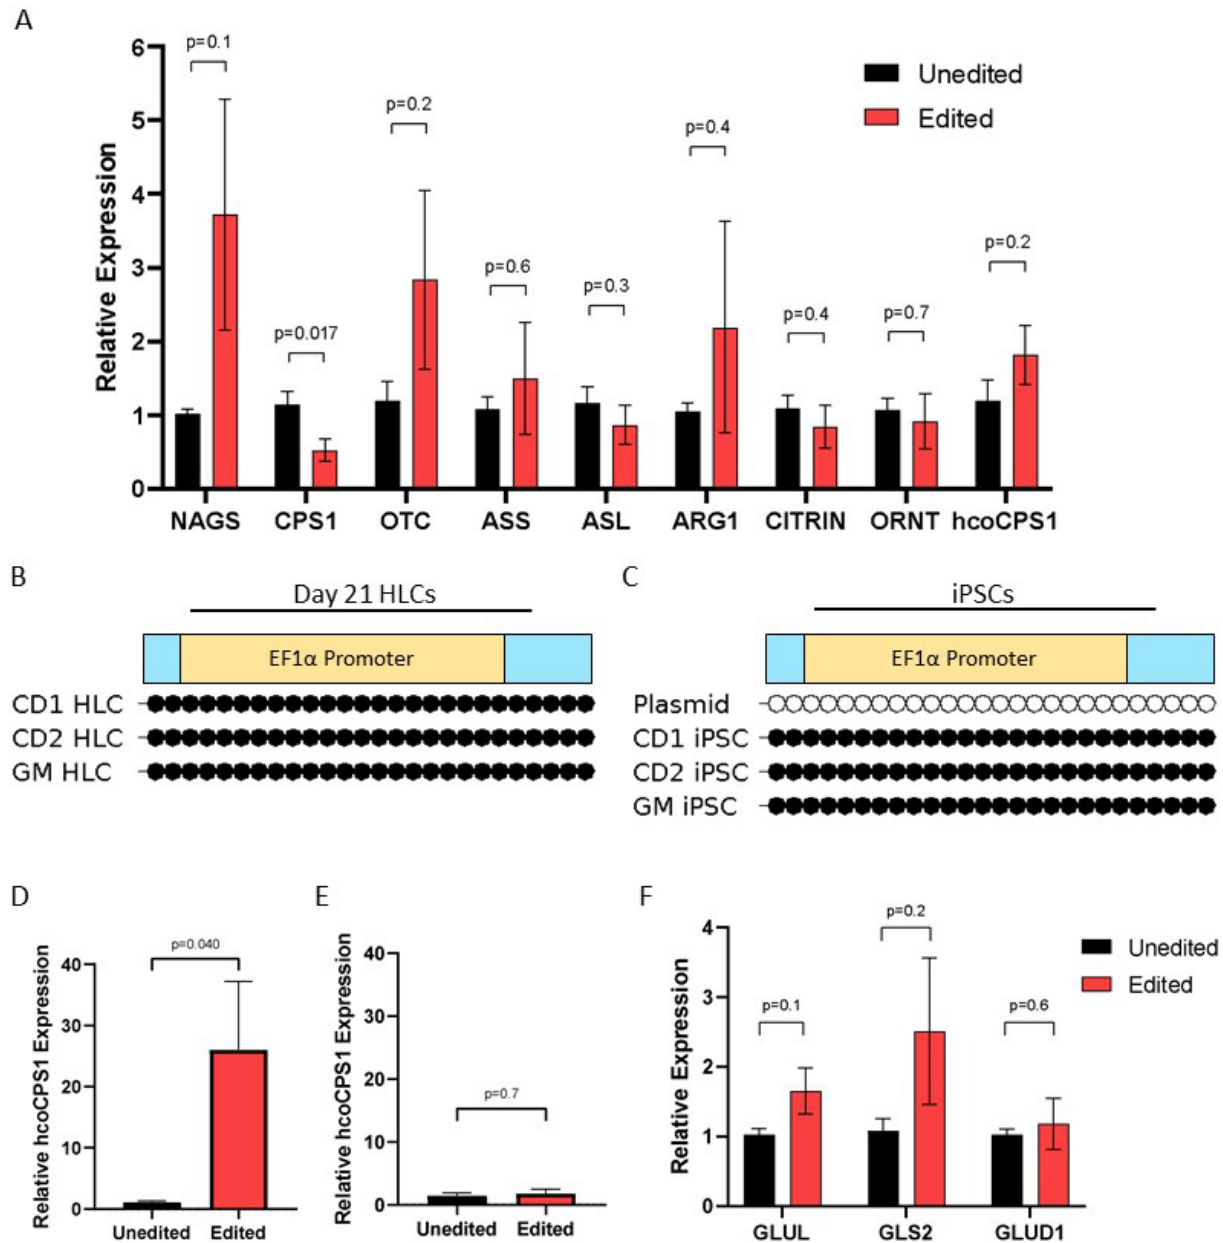 A
Relative Expression
6
5
4
3
2
1
0
p=0.1
p=0.017
p=0.2
p=0.6
p=0.3
p=0.4
p=0.4
p=0.7
p=0.2
Unedited
Edited
NAGS CPS1 OTC ASS ASL ARG1 CITRIN ORNT hcoCPS1
B
Day 21 HLCs
EF1α Promoter
CD1 HLC
CD2 HLC
GM HLC
C
iPSCs
EF1α Promoter
Plasmid
CD1 iPSC
CD2 iPSC
GM iPSC
D
Relative hcoCPS1 Expression
40
30
20
10
0
p=0.040
Unedited Edited
E
Relative hcoCPS1 Expression
40
30
20
10
0
p=0.7
Unedited Edited
F
Relative Expression
4
3
2
1
0
p=0.1
p=0.2
p=0.6
Unedited
Edited
GLUL GLS2 GLUD1